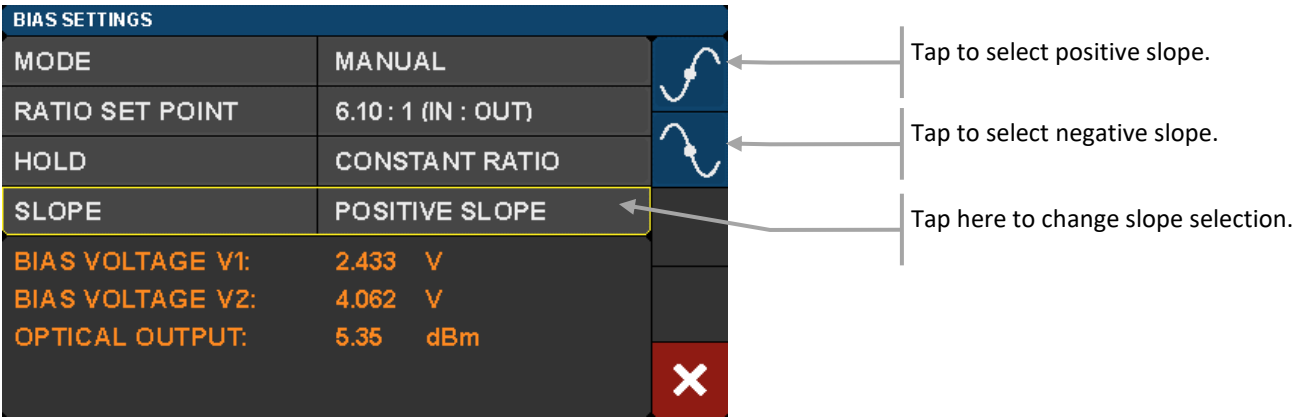 BIAS SETTINGS
MODE MANUAL
RATIO SET POINT 6.10 : 1 (IN : OUT)
HOLD CONSTANT RATIO
SLOPE POSITIVE SLOPE
BIAS VOLTAGE V1: 2.433 V
BIAS VOLTAGE V2: 4.062 V
OPTICAL OUTPUT: 5.35 dBm
Tap to select positive slope.
Tap to select negative slope.
Tap here to change slope selection.